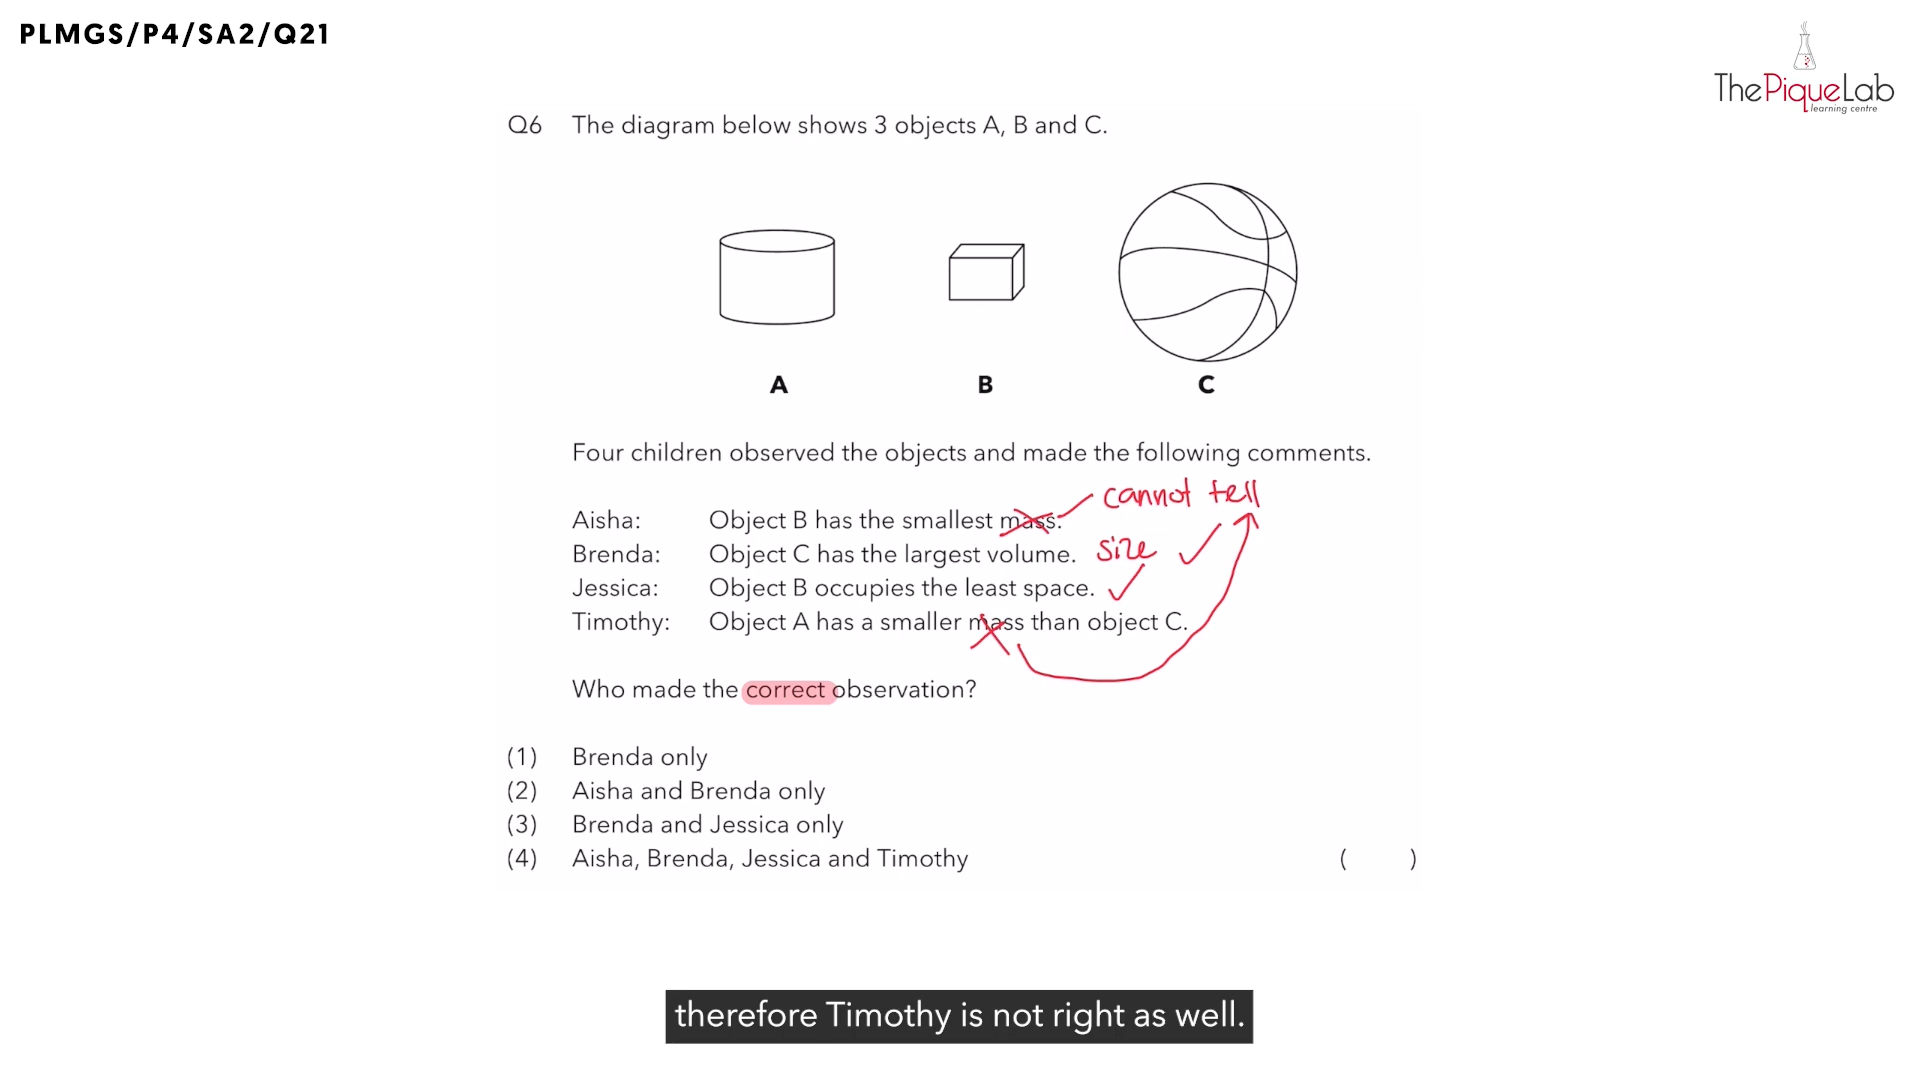 PLMGS/P4/SA2/Q21
ThePiqueLab
learning centre
Q6 The diagram below shows 3 objects A, B and C.
A B C
Four children observed the objects and made the following comments.
cannot tell
Aisha: Object B has the smallest mass.
Brenda: Object C has the largest volume. size
Jessica: Object B occupies the least space.
Timothy: Object A has a smaller mass than object C.
Who made the correct observation?
(1) Brenda only
(2) Aisha and Brenda only
(3) Brenda and Jessica only
(4) Aisha, Brenda, Jessica and Timothy ( )
therefore Timothy is not right as well.